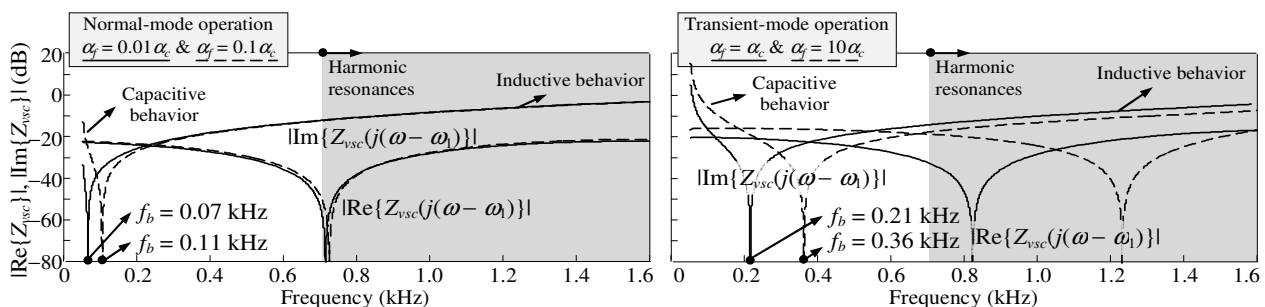 Normal-mode operation
α_f = 0.01α_c & α_f = 0.1α_c
|Re{Z_vsc}|, |Im{Z_vsc}| (dB)
20
0
−20
−40
−60
−80
Capacitive behavior
Harmonic resonances
Inductive behavior
|Im{Z_vsc(j(ω − ω_1)}|
|Re{Z_vsc(j(ω − ω_1)}|
f_b = 0.07 kHz
f_b = 0.11 kHz
0 0.2 0.4 0.6 0.8 1.0 1.2 1.4 1.6
Frequency (kHz)
Transient-mode operation
α_f = α_c & α_f = 10α_c
Capacitive behavior
Harmonic resonances
Inductive behavior
|Im{Z_vsc(j(ω − ω_1)}|
f_b = 0.21 kHz
f_b = 0.36 kHz
|Re{Z_vsc(j(ω − ω_1)}|
0 0.2 0.4 0.6 0.8 1.0 1.2 1.4 1.6
Frequency (kHz)